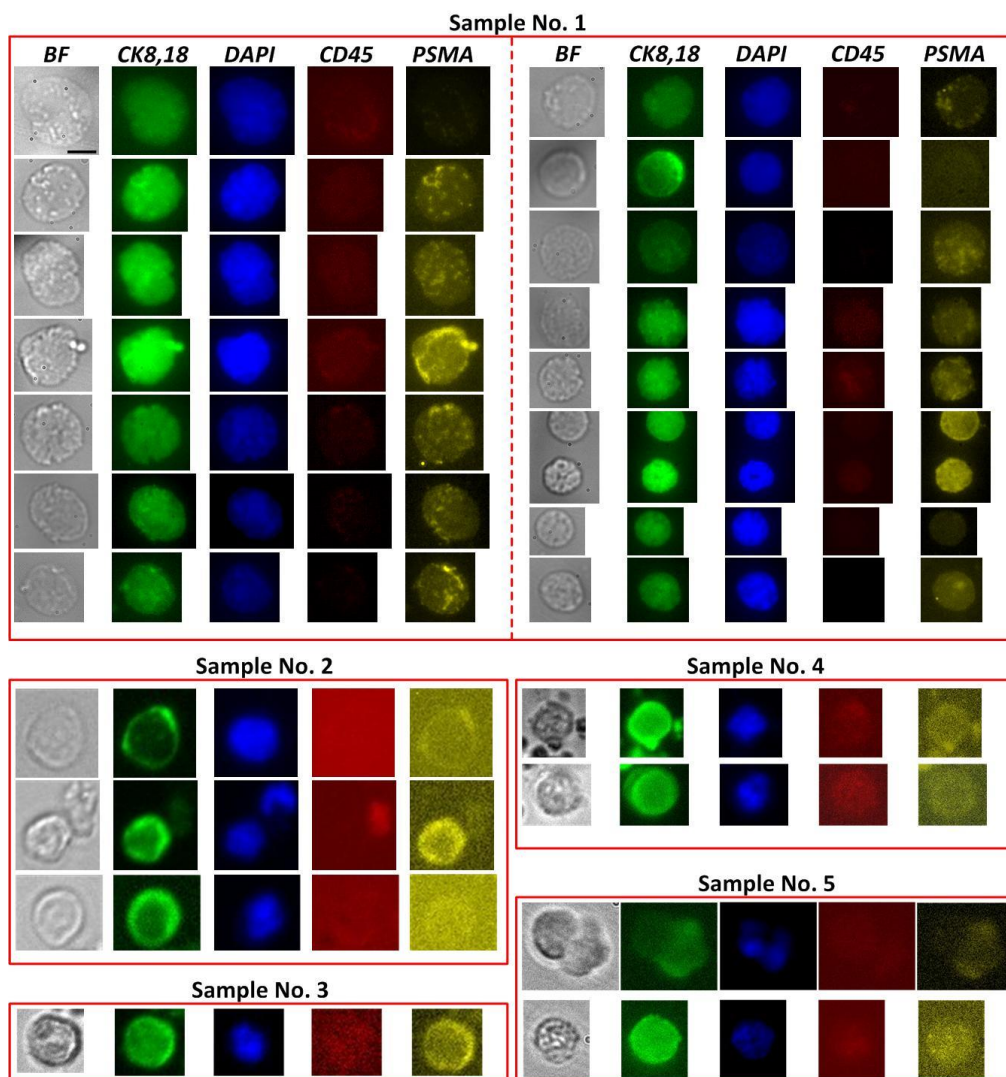 Sample No. 1
BF CK8,18 DAPI CD45 PSMA BF CK8,18 DAPI CD45 PSMA
Sample No. 2
Sample No. 4
Sample No. 5
Sample No. 3